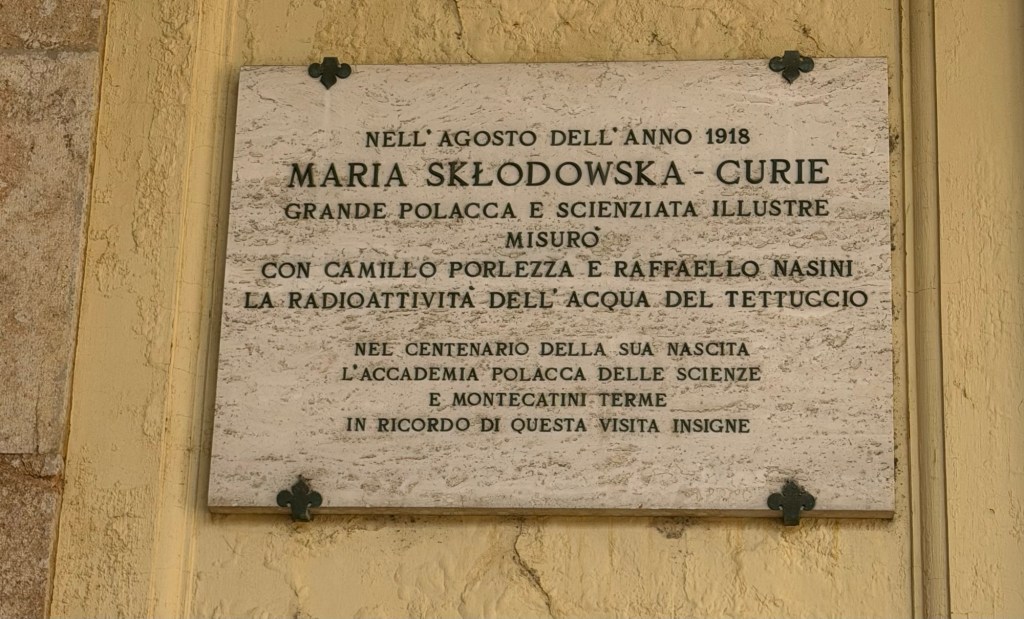 NELL'AGOSTO DELL'ANNO 1918
MARIA SKŁODOWSKA - CURIE
GRANDE POLACCA E SCIENZIATA ILLUSTRE
MISURÒ
CON CAMILLO PORLEZZA E RAFFAELLO NASINI
LA RADIOATTIVITÀ DELL'ACQUA DEL TETTUCCIO
NEL CENTENARIO DELLA SUA NASCITA
L'ACCADEMIA POLACCA DELLE SCIENZE
E MONTECATINI TERME
IN RICORDO DI QUESTA VISITA INSIGNE